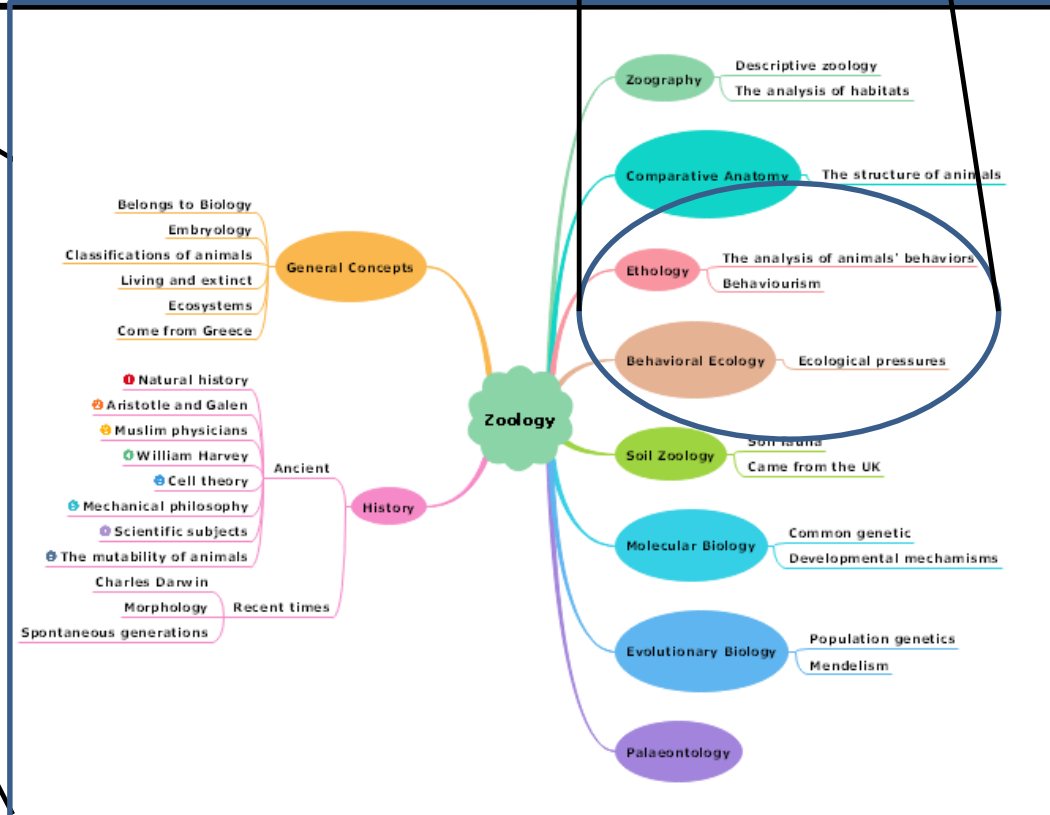 Zoology
General Concepts
Belongs to Biology
Embryology
Classifications of animals
Living and extinct
Ecosystems
Come from Greece
History
Ancient
1 Natural history
2 Aristotle and Galen
Muslim physicians
William Harvey
Cell theory
Mechanical philosophy
Scientific subjects
The mutability of animals
Recent times
Charles Darwin
Morphology
Spontaneous generations
Zoography
Descriptive zoology
The analysis of habitats
Comparative Anatomy
The structure of animals
Ethology
The analysis of animals' behaviors
Behaviourism
Behavioral Ecology
Ecological pressures
Soil Zoology
Soil fauna
Came from the UK
Molecular Biology
Common genetic
Developmental mechamisms
Evolutionary Biology
Population genetics
Mendelism
Palaeontology